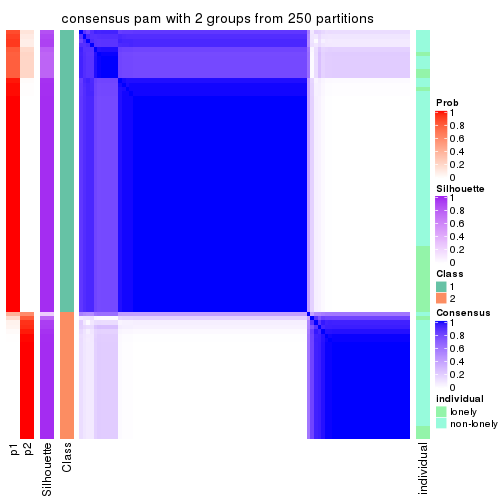 consensus pam with 2 groups from 250 partitions
Prob
1
0.8
0.6
0.4
0.2
0
Silhouette
1
0.8
0.6
0.4
0.2
0
Class
1
2
Consensus
1
0.8
0.6
0.4
0.2
0
individual
lonely
non-lonely
p1
p2
Silhouette
Class
individual